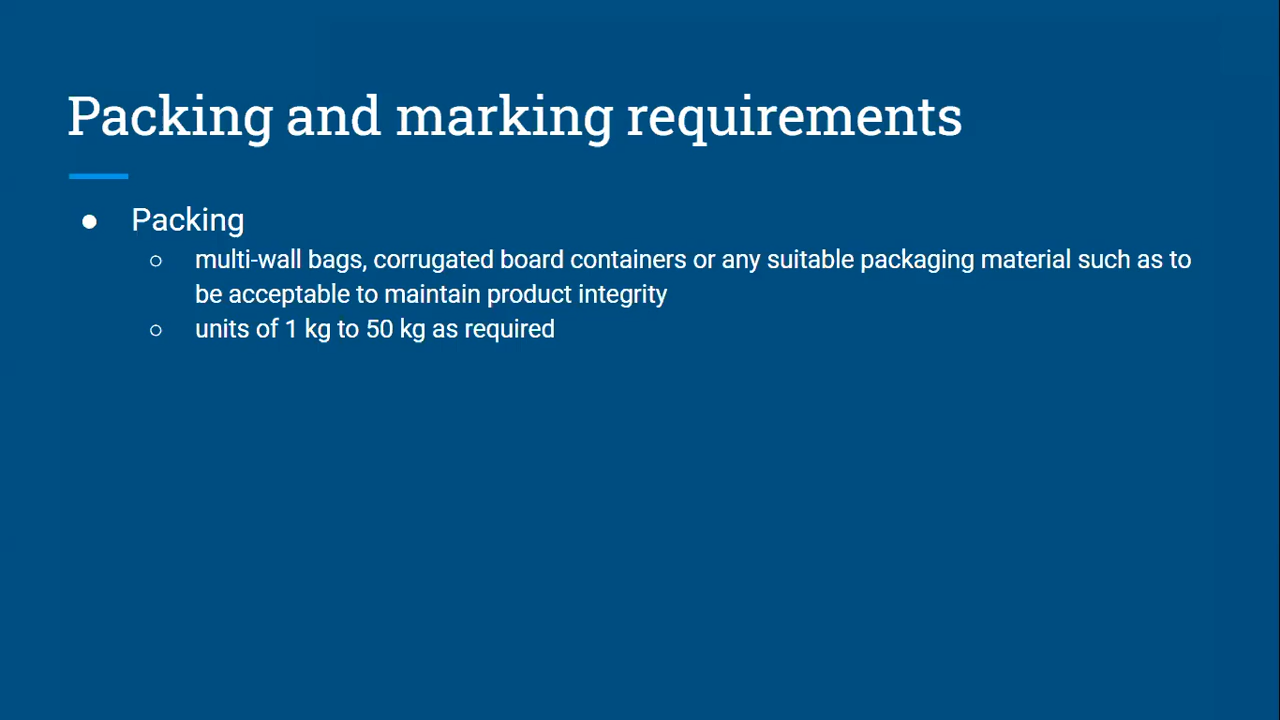 Packing and marking requirements
● Packing
○ multi-wall bags, corrugated board containers or any suitable packaging material such as to
be acceptable to maintain product integrity
○ units of 1 kg to 50 kg as required